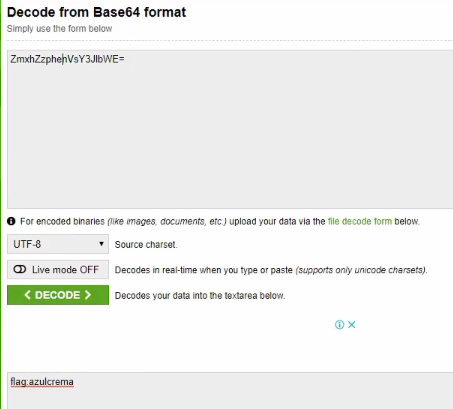 Decode from Base64 format
Simply use the form below
ZmxhZzphenVsY3JlbWE=
For encoded binaries (like images, documents, etc.) upload your data via the file decode form below.
UTF-8 Source charset.
Live mode OFF Decodes in real-time when you type or paste (supports only unicode charsets).
< DECODE > Decodes your data into the textarea below.
flag:azulcrema